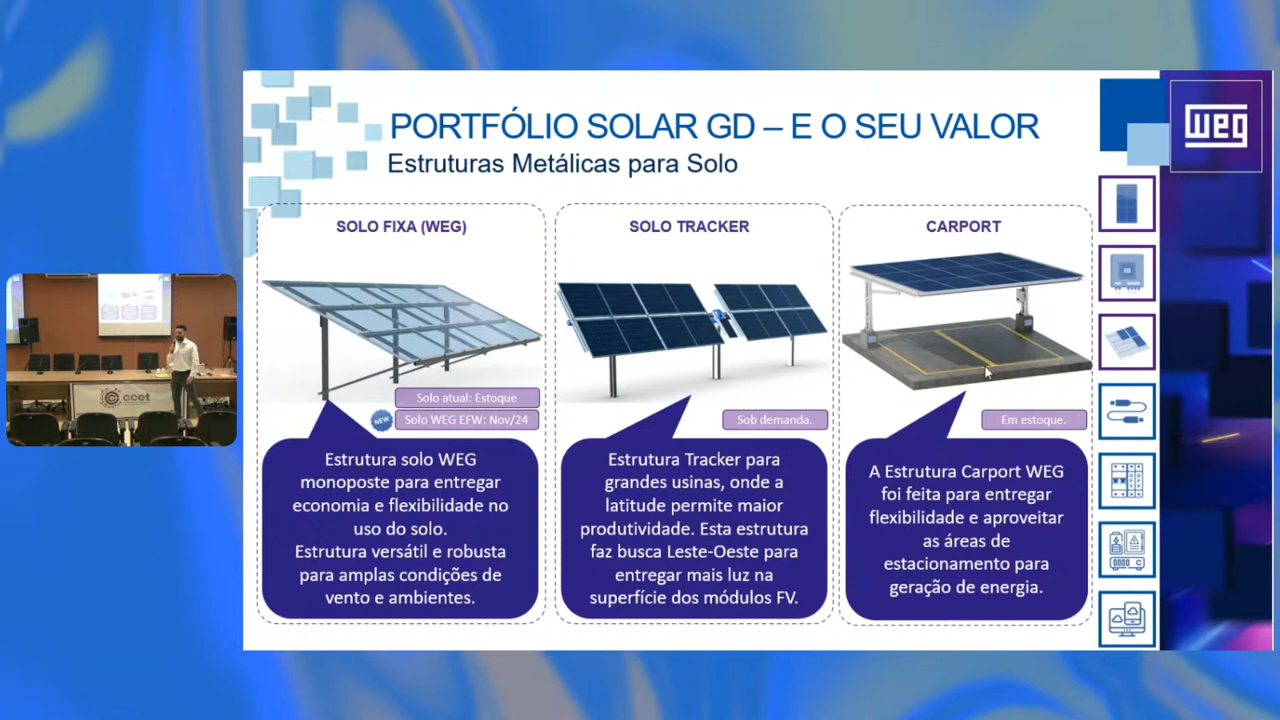 PORTFÓLIO SOLAR GD – E O SEU VALOR
Estruturas Metálicas para Solo
weg
SOLO FIXA (WEG)
Solo atual: Estoque
NEW
Solo WEG EFW: Nov/24
Estrutura solo WEG
monoposte para entregar
economia e flexibilidade no
uso do solo.
Estrutura versátil e robusta
para amplas condições de
vento e ambientes.
SOLO TRACKER
Sob demanda.
Estrutura Tracker para
grandes usinas, onde a
latitude permite maior
produtividade. Esta estrutura
faz busca Leste-Oeste para
entregar mais luz na
superfície dos módulos FV.
CARPORT
Em estoque.
A Estrutura Carport WEG
foi feita para entregar
flexibilidade e aproveitar
as áreas de
estacionamento para
geração de energia.
ccet